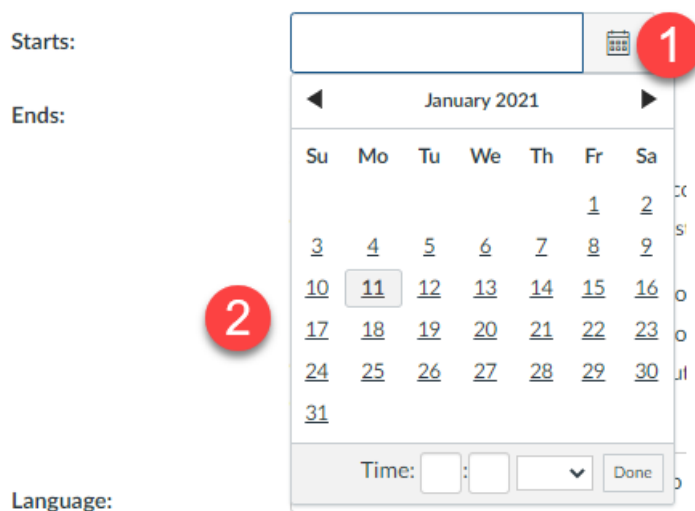 Starts:
1
January 2021
Ends:
Su Mo Tu We Th Fr Sa
1 2
3 4 5 6 7 8 9
10 11 12 13 14 15 16
2
17 18 19 20 21 22 23
24 25 26 27 28 29 30
31
Time: : Done
Language: